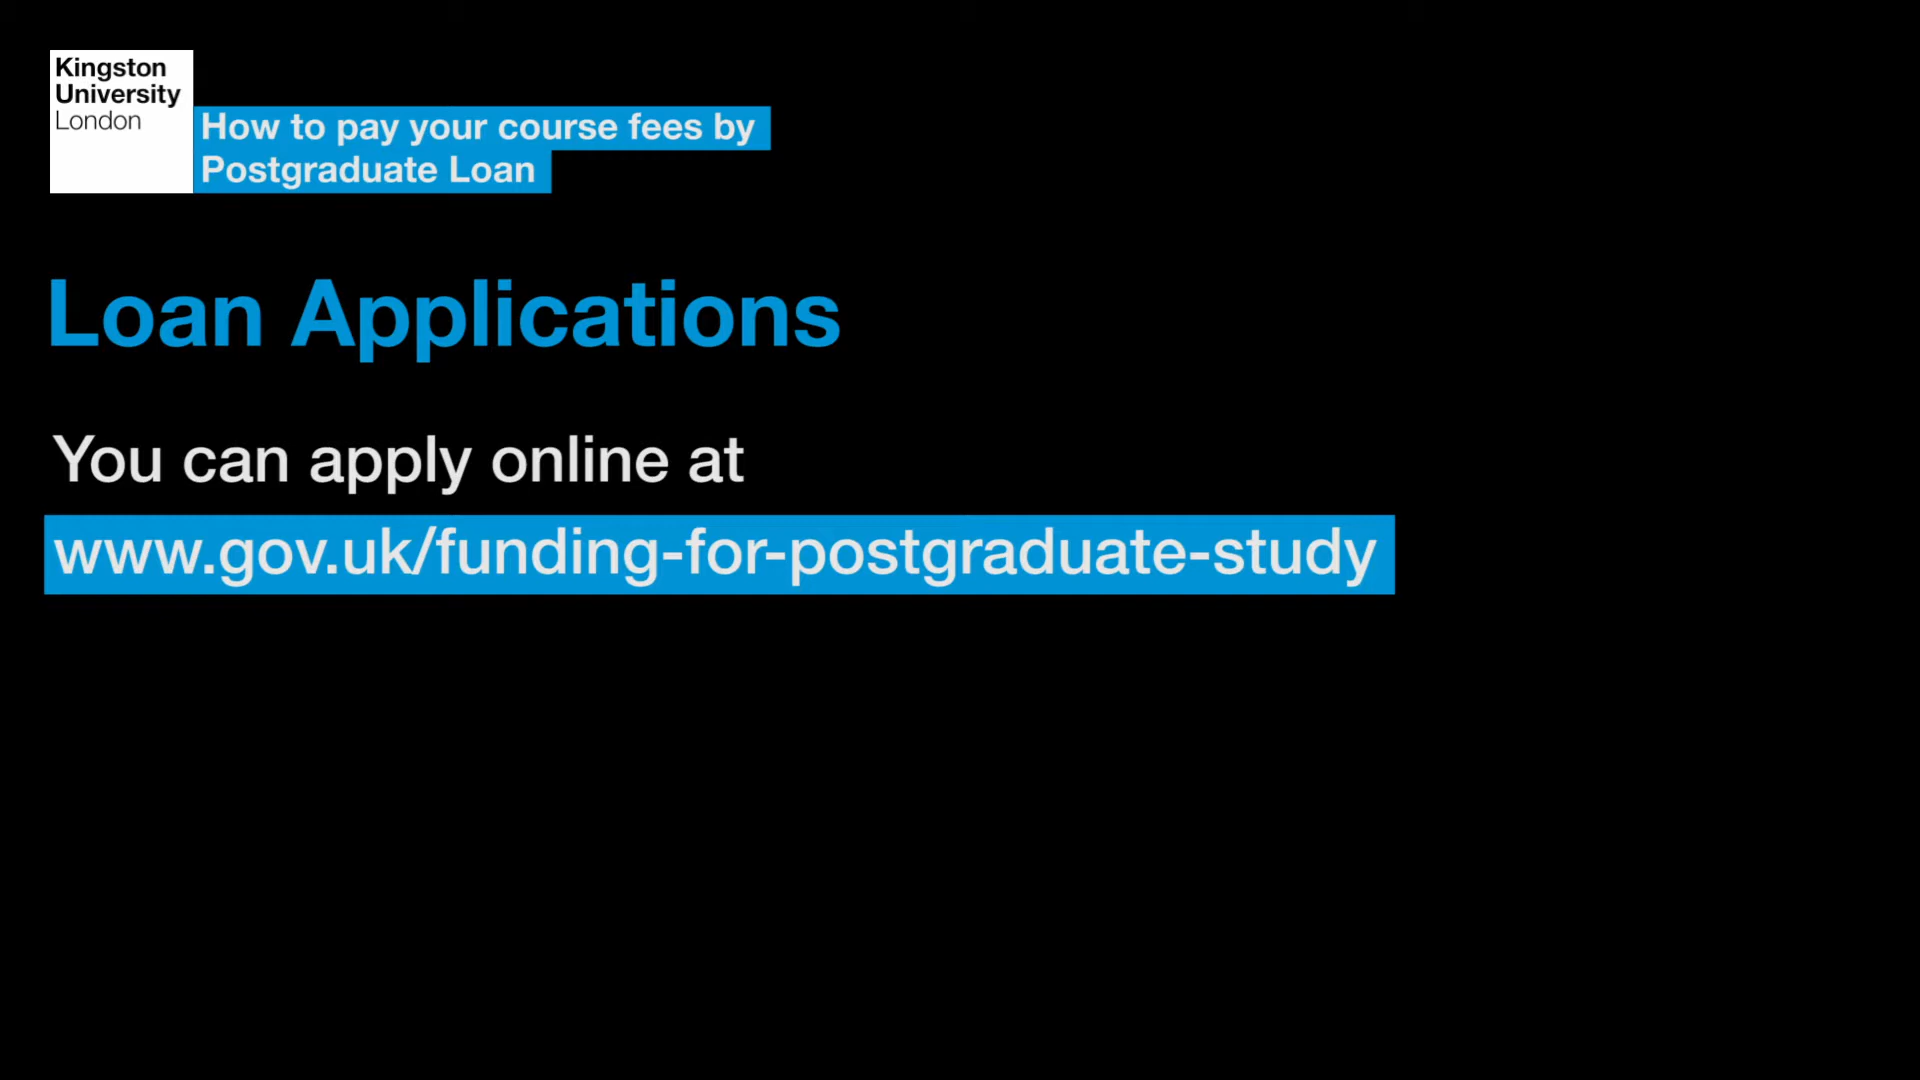 Kingston
University
London
How to pay your course fees by
Postgraduate Loan
Loan Applications
You can apply online at
www.gov.uk/funding-for-postgraduate-study